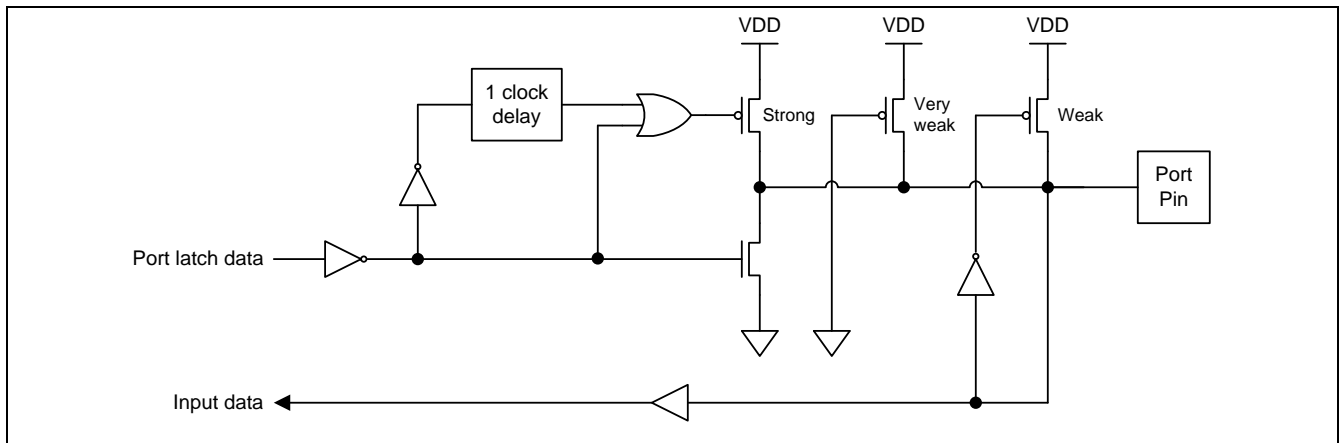 VDD
VDD
VDD
1 clock
delay
Strong
Very
weak
Weak
Port
Pin
Port latch data
Input data